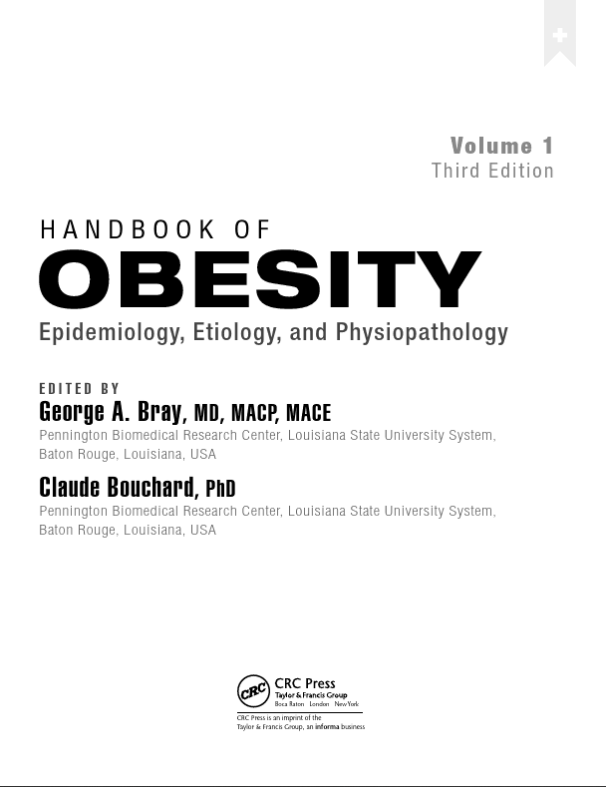 Volume 1
Third Edition
HANDBOOK OF
OBESITY
Epidemiology, Etiology, and Physiopathology
EDITED BY
George A. Bray, MD, MACP, MACE
Pennington Biomedical Research Center, Louisiana State University System,
Baton Rouge, Louisiana, USA
Claude Bouchard, PhD
Pennington Biomedical Research Center, Louisiana State University System,
Baton Rouge, Louisiana, USA
CRC
CRC Press
Taylor & Francis Group
Boca Raton London New York
CRC Press is an imprint of the
Taylor & Francis Group, an informa business